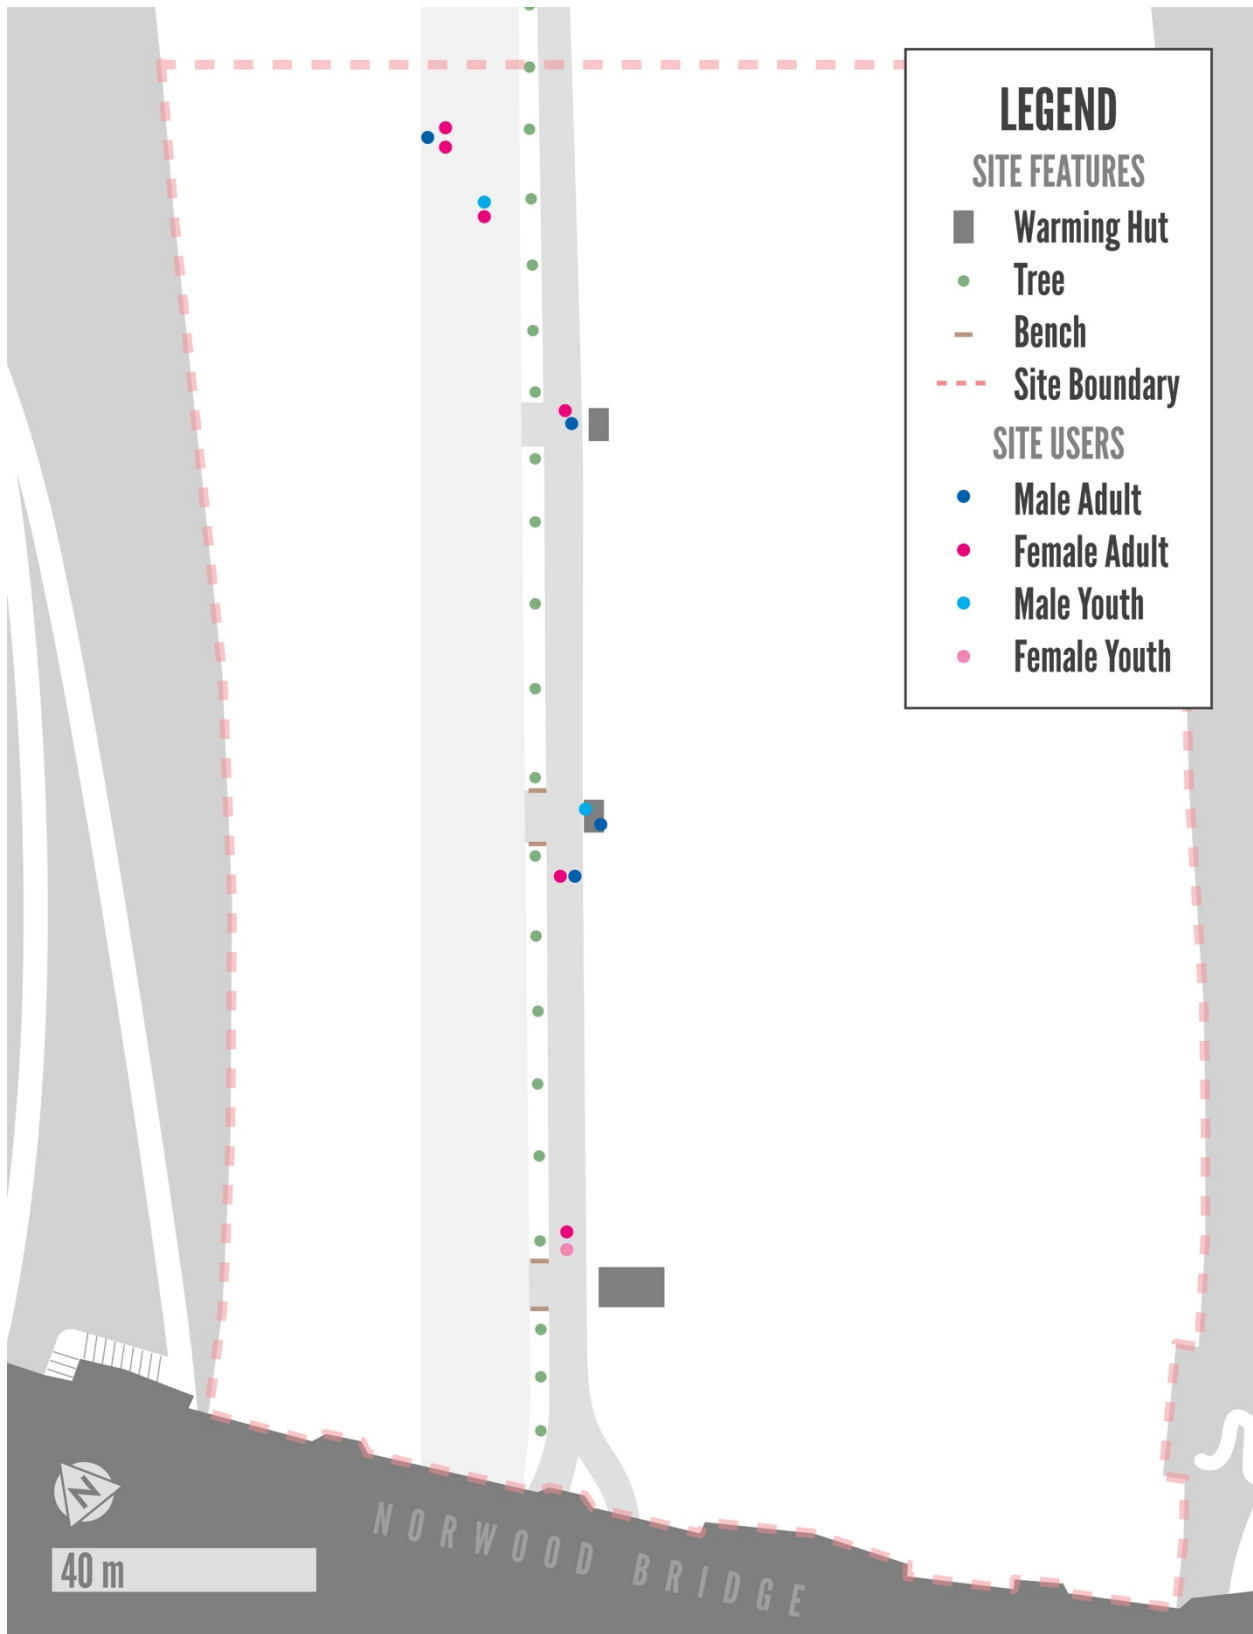 LEGEND
SITE FEATURES
Warming Hut
Tree
Bench
Site Boundary
SITE USERS
Male Adult
Female Adult
Male Youth
Female Youth
N
40 m
NORWOOD BRIDGE